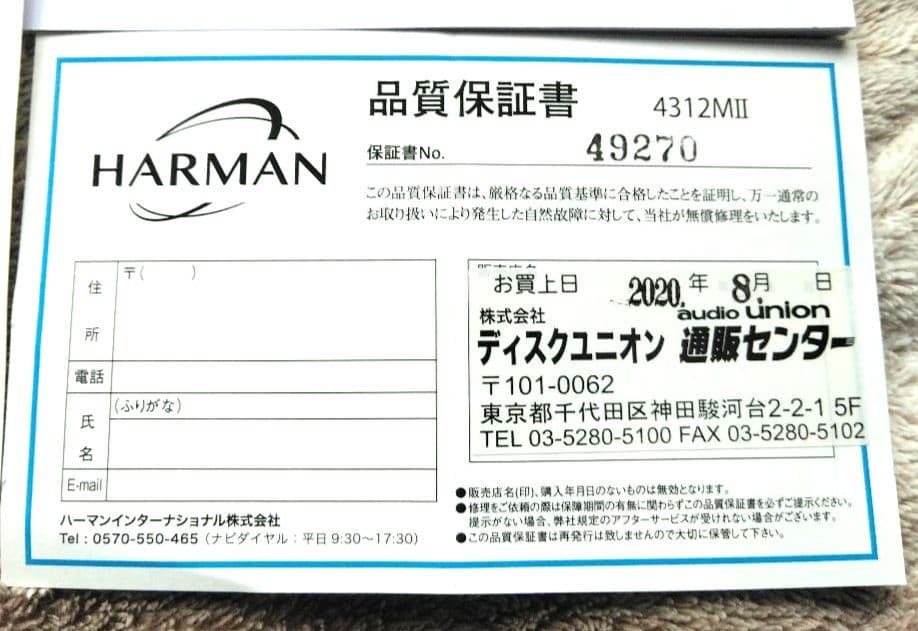 HARMAN
品質保証書 4312MⅡ
保証書No. 49270
この品質保証書は、厳格なる品質基準に合格したことを証明し、万一通常の
お取り扱いにより発生した自然故障に対して、当社が無償修理をいたします。
住所 〒( )
電話
氏名 (ふりがな)
E-mail
お買上日 2020. 年 8. 月 日
株式会社 audio union
ディスクユニオン 通販センター
〒101-0062
東京都千代田区神田駿河台2-2-1 5F
TEL 03-5280-5100 FAX 03-5280-5102
ハーマンインターナショナル株式会社
Tel : 0570-550-465 (ナビダイヤル : 平日 9:30～17:30)
●販売店名(印)、購入年月日のないものは無効となります。
●修理をご依頼の際は保障期間の有無に関わらずこの品質保証書を必ずご提示ください。
提示がない場合、弊社規定のアフターサービスが受けれない場合がございます。
●この品質保証書は再発行は致しませんので大切に保管して下さい。